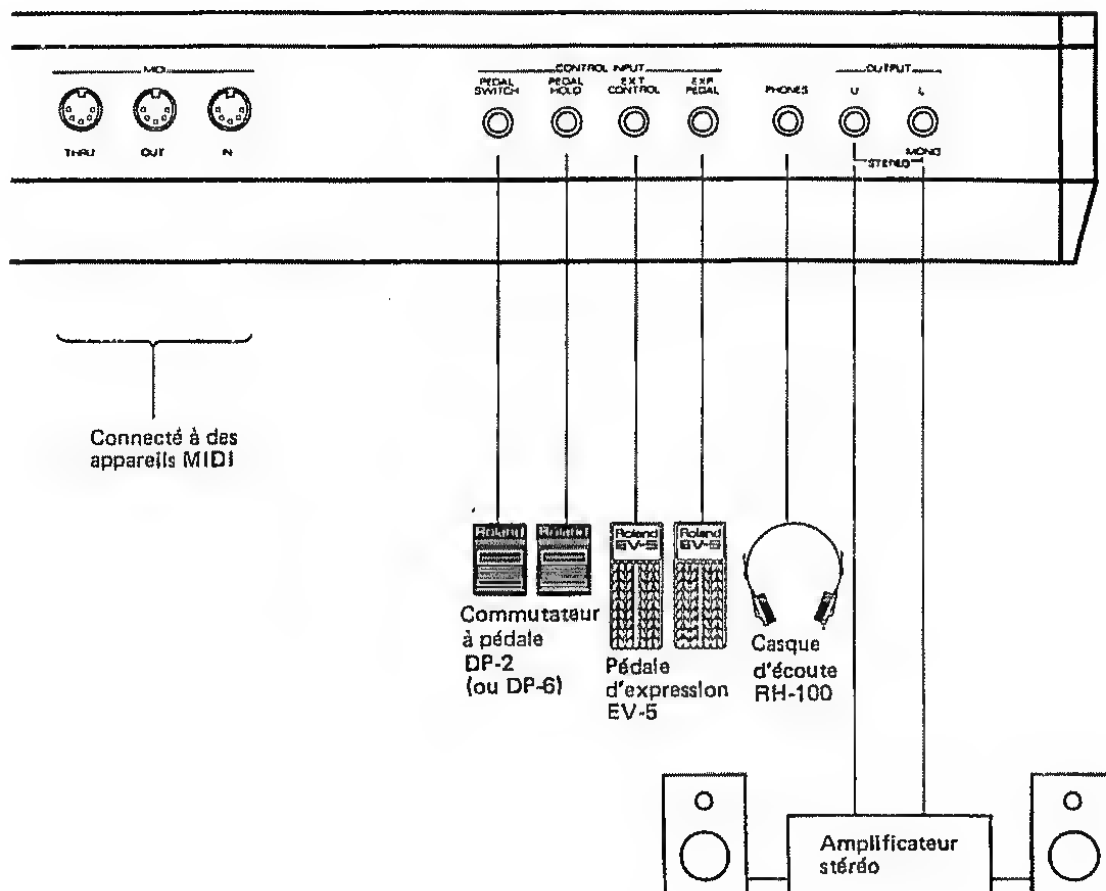 MIDI
THRU OUT IN
CONTROL INPUT
PEDAL SWITCH
PEDAL HOLD
EXT CONTROL
EXP PEDAL
PHONES
OUTPUT
L
MONO
STEREO
Connecté à des
appareils MIDI
Roland
Roland
Roland
EV-5
Roland
EV-5
Commutateur
à pédale
DP-2
(ou DP-6)
Pédale
d'expression
EV-5
Casque
d'écoute
RH-100
Amplificateur
stéréo